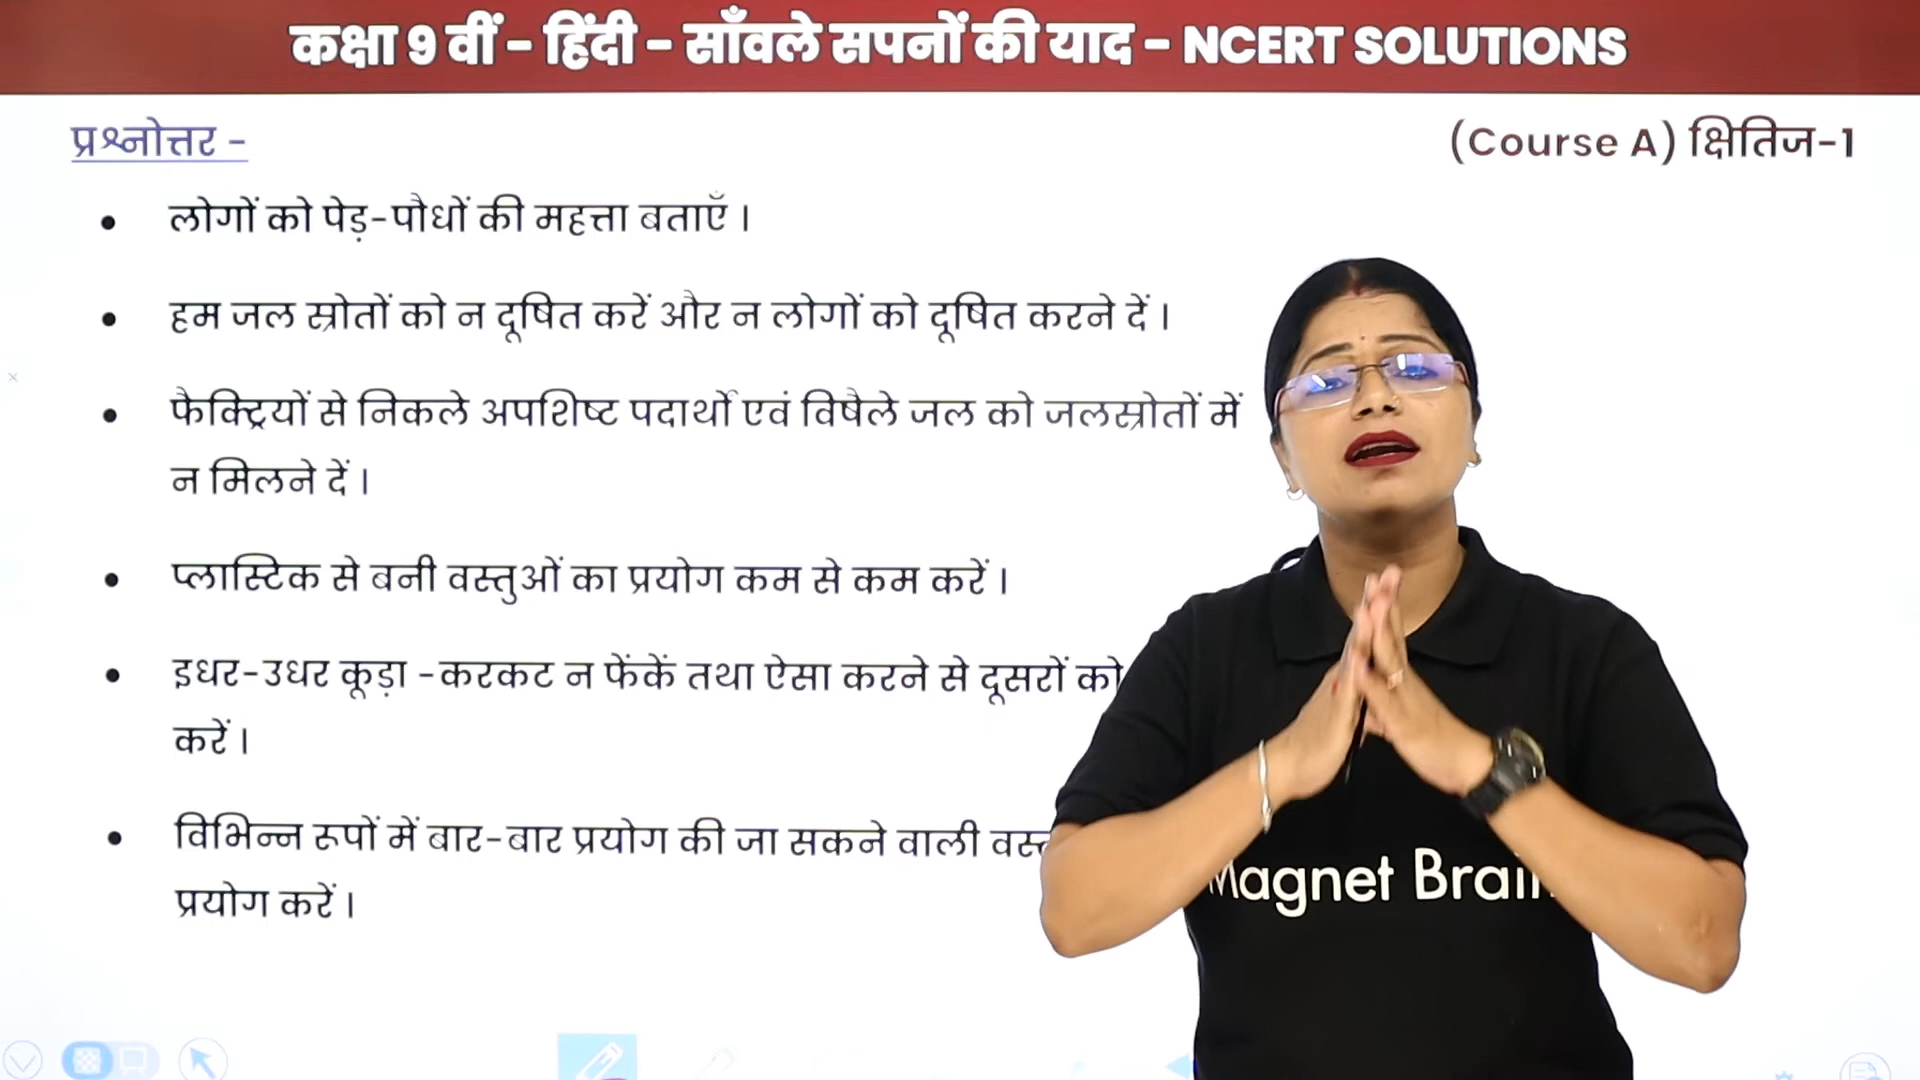 कक्षा 9 वीं – हिंदी – साँवले सपनों की याद – NCERT SOLUTIONS
प्रश्नोत्तर –
(Course A) क्षितिज-1
• लोगों को पेड़-पौधों की महत्ता बताएँ।
• हम जल स्रोतों को न दूषित करें और न लोगों को दूषित करने दें।
• फैक्ट्रियों से निकले अपशिष्ट पदार्थो एवं विषैले जल को जलस्रोतों में
न मिलने दें।
• प्लास्टिक से बनी वस्तुओं का प्रयोग कम से कम करें।
• इधर-उधर कूड़ा -करकट न फेंकें तथा ऐसा करने से दूसरों को
करें।
• विभिन्न रूपों में बार-बार प्रयोग की जा सकने वाली
प्रयोग करें।
Magnet Brain